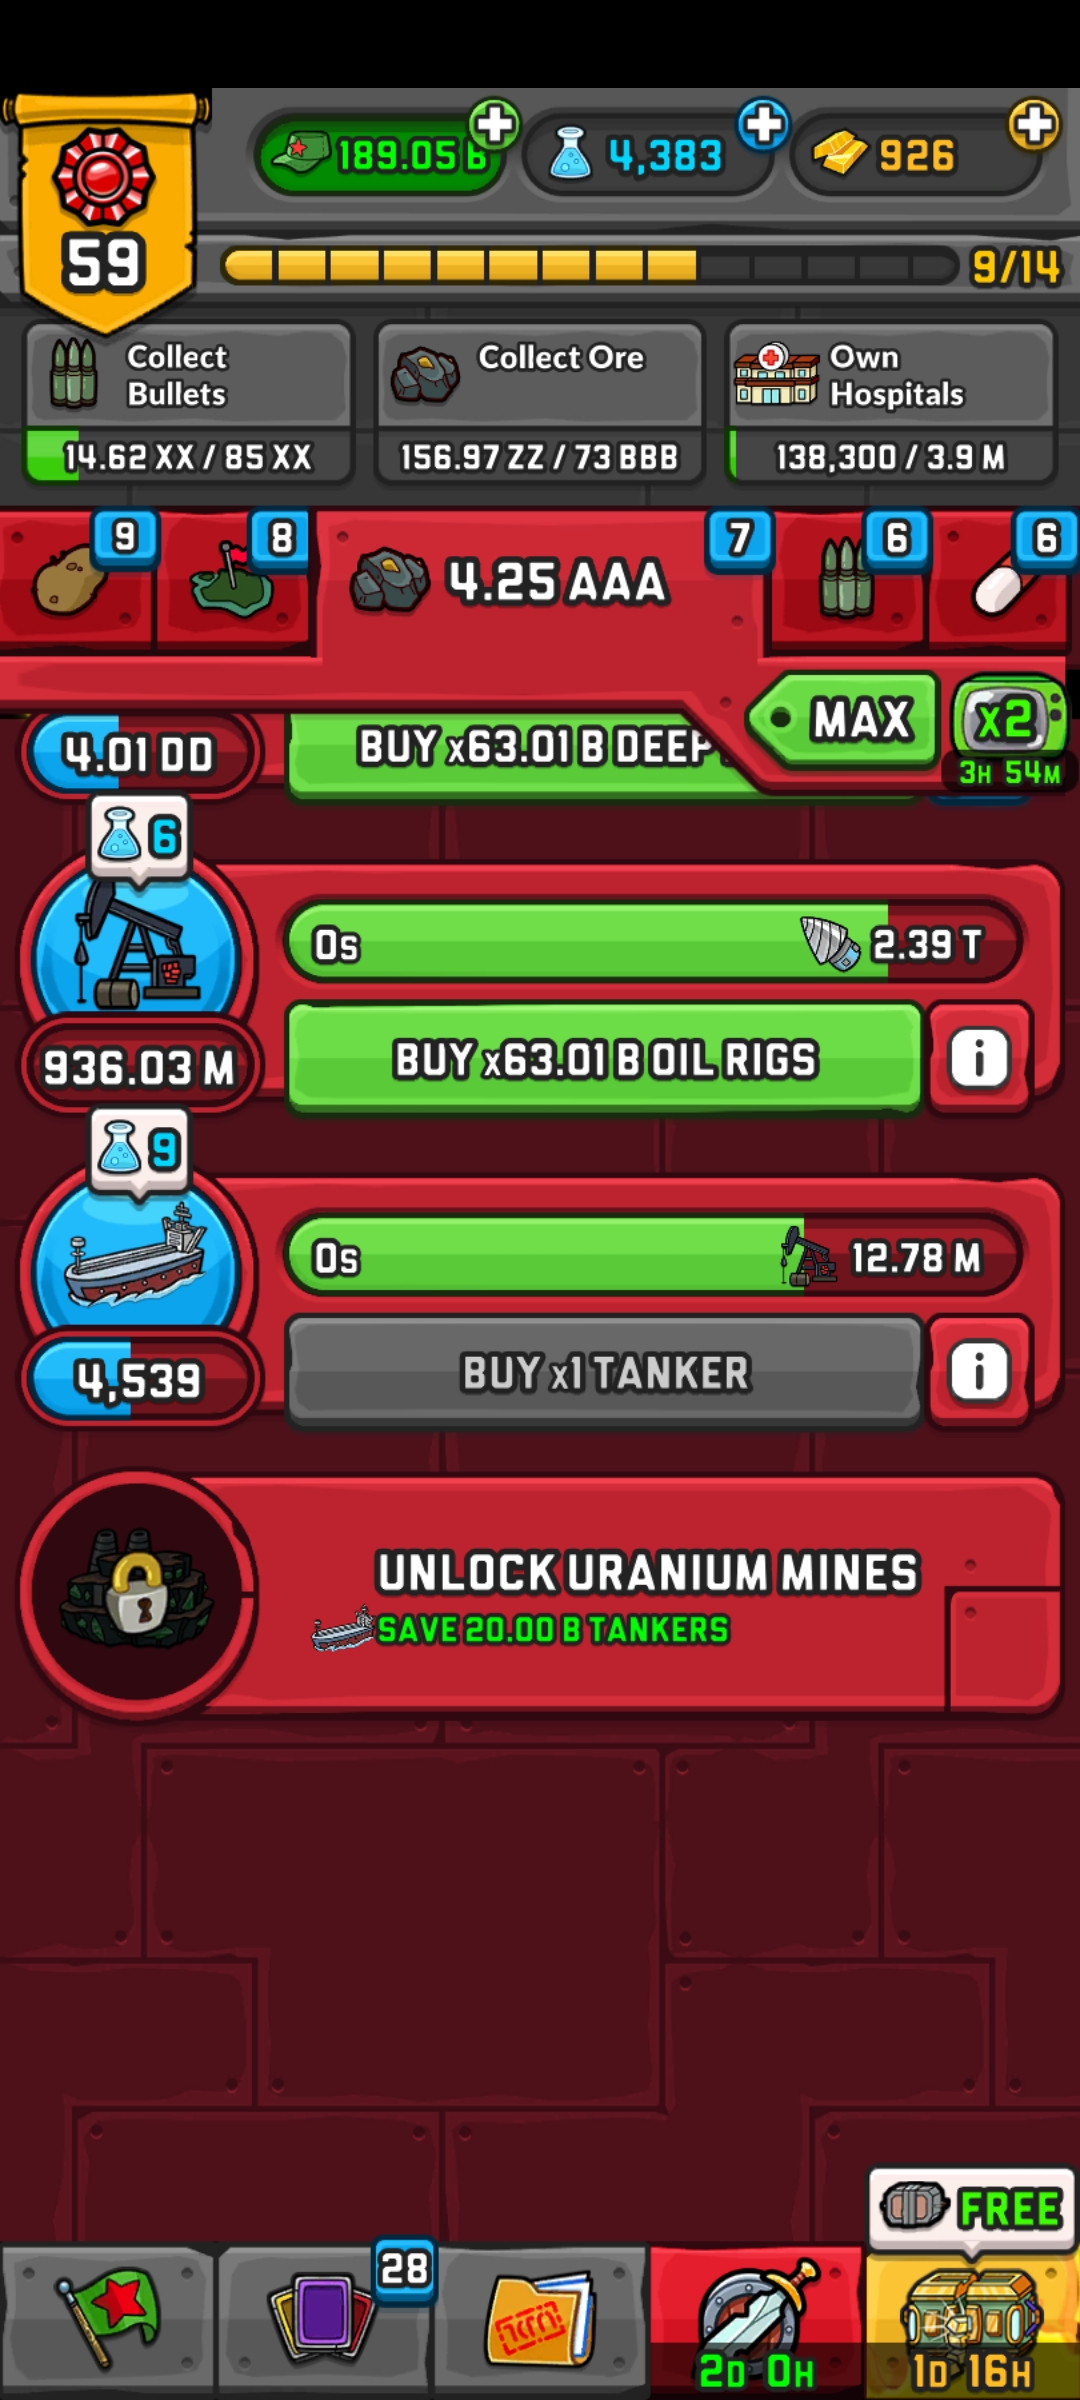 189.05 B
4,383
926
59
9/14
Collect
Bullets
14.62 XX / 85 XX
Collect Ore
156.97 ZZ / 73 BBB
Own
Hospitals
138,300 / 3.9 M
9
8
4.25 AAA
7
6
6
MAX
x2
3H 54M
4.01 DD
BUY x63.01 B DEEP
6
0s
2.39 T
936.03 M
BUY x63.01 B OIL RIGS
i
9
0s
12.78 M
4,539
BUY x1 TANKER
i
UNLOCK URANIUM MINES
SAVE 20.00 B TANKERS
FREE
28
2D 0H
1D 16H